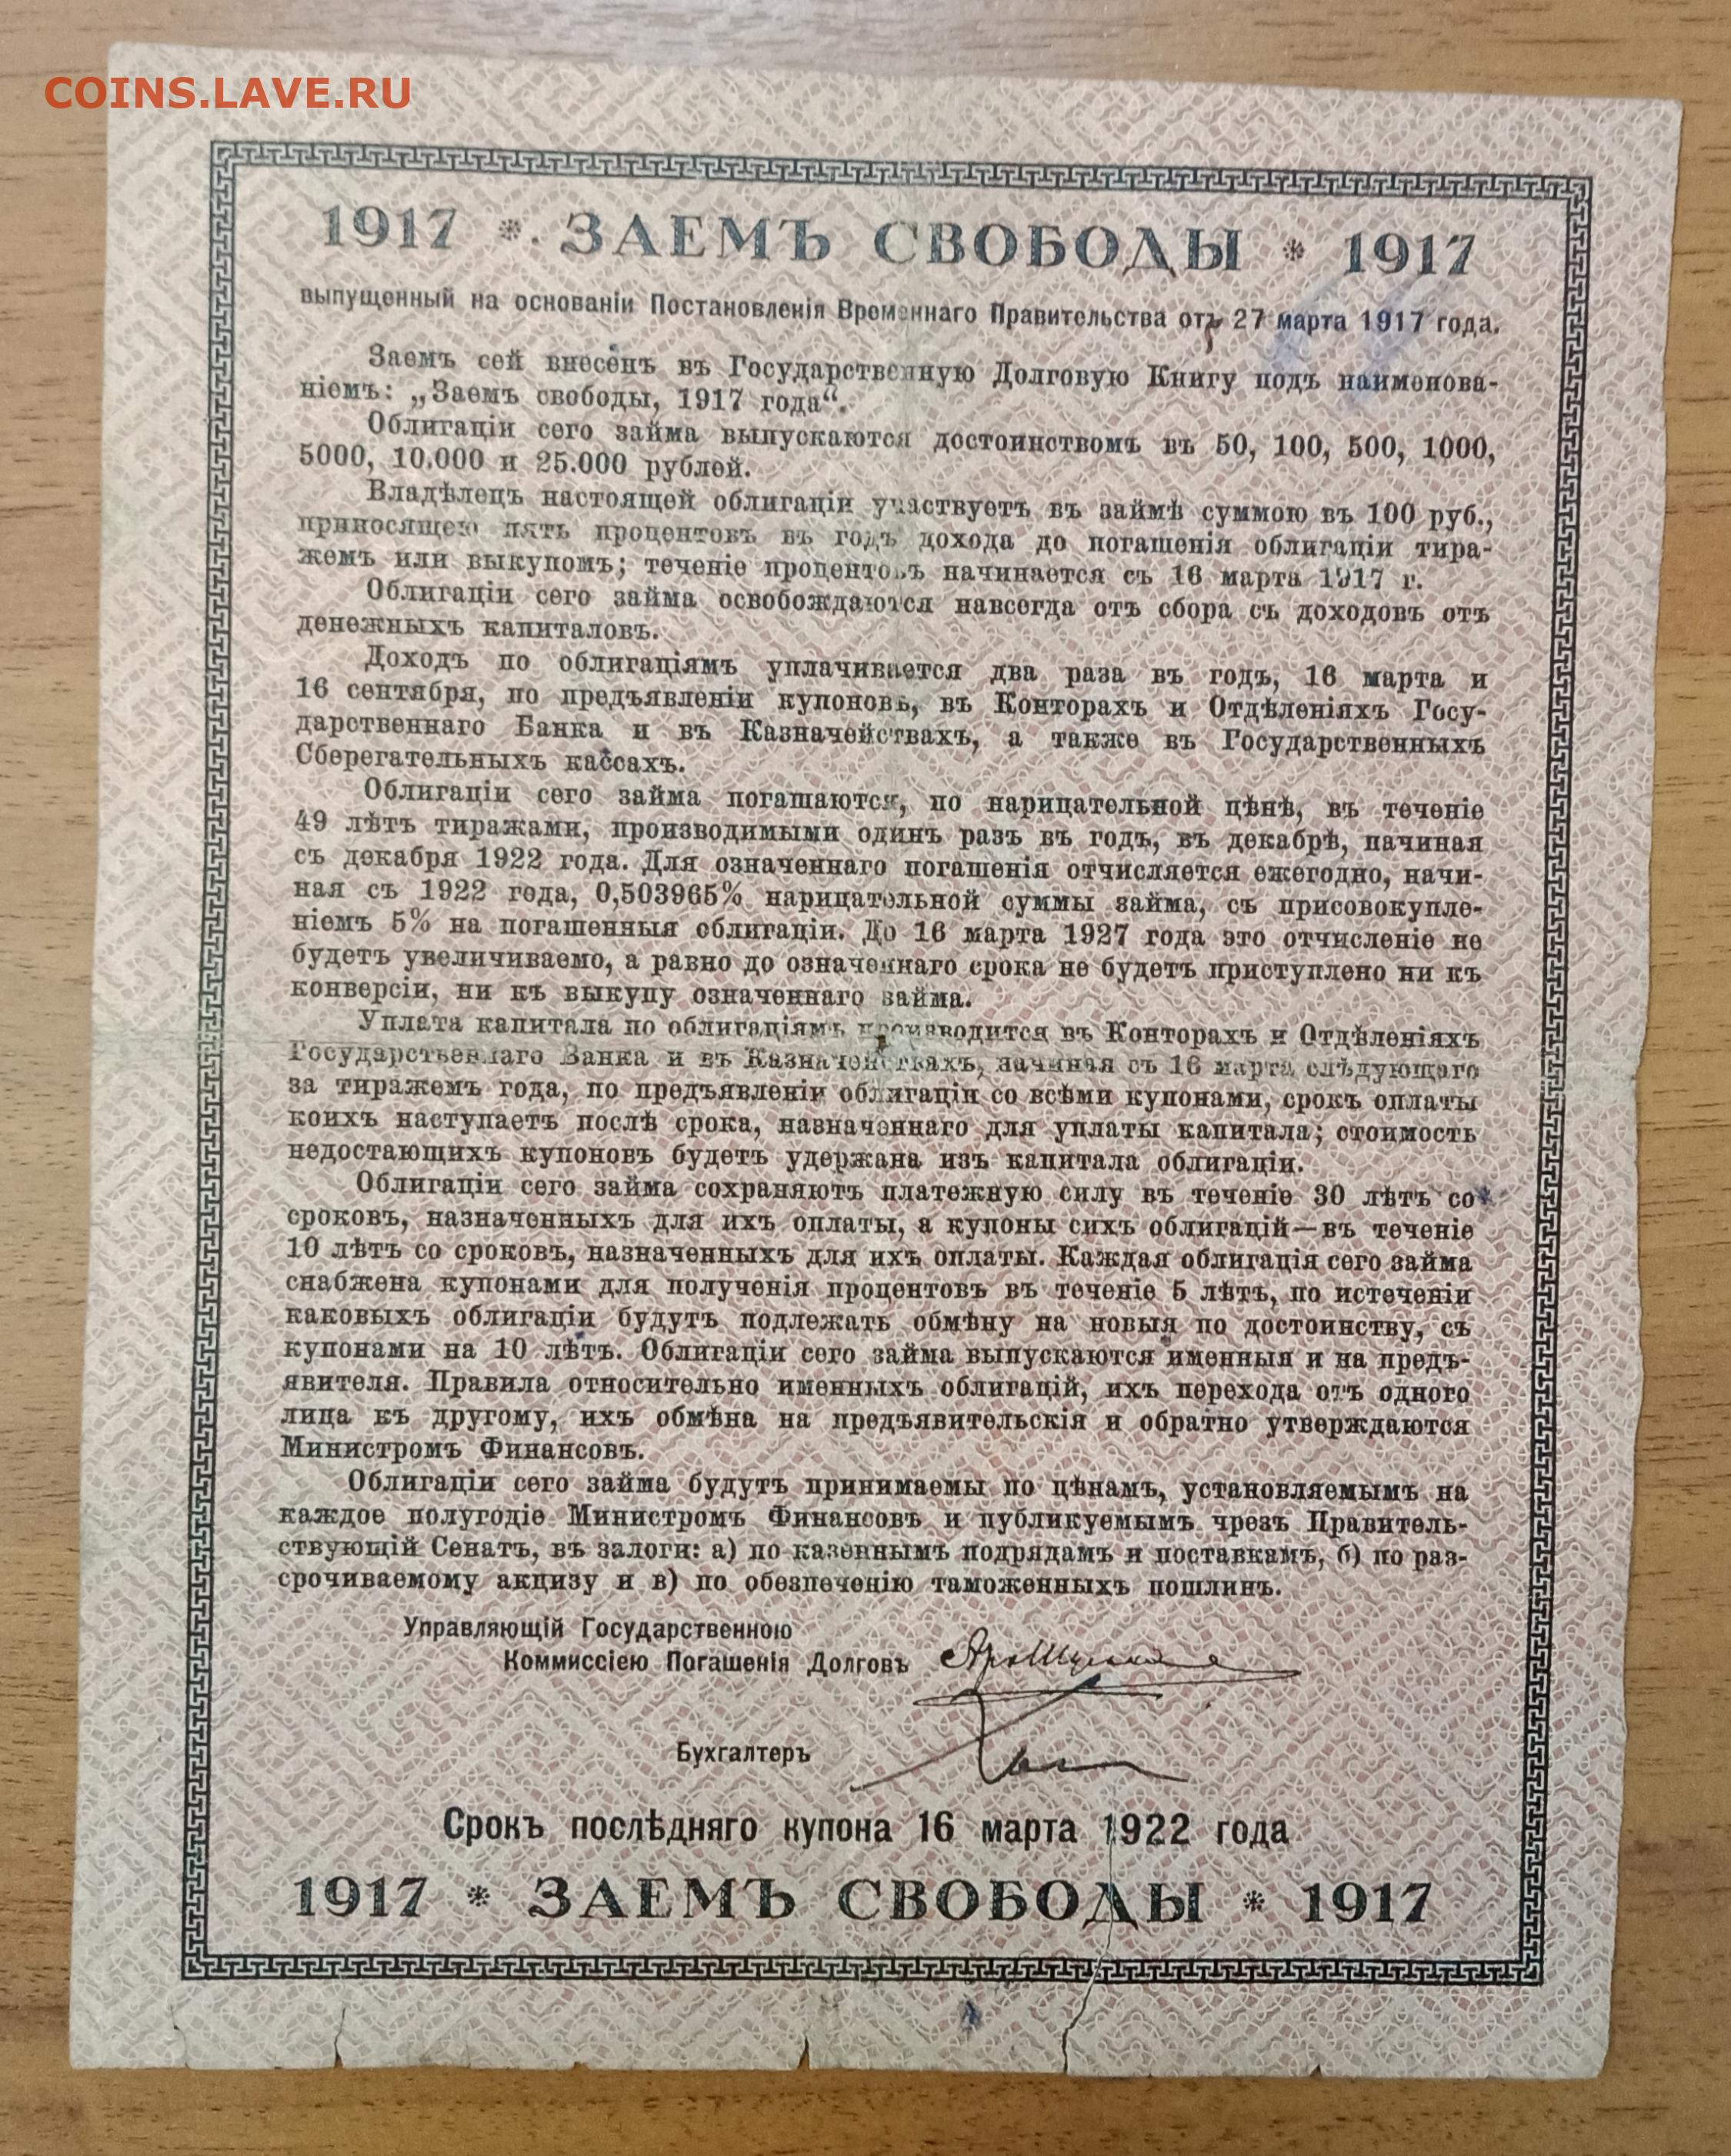 COINS.LAVE.RU
1917 * ЗАЕМЪ СВОБОДЫ * 1917
выпущенный на основаніи Постановленія Временнаго Правительства отъ 27 марта 1917 года.
Заемъ сей внесенъ въ Государственную Долговую Книгу подъ наименова-
ніемъ: „Заемъ свободы, 1917 года“.
Облигаціи сего займа выпускаются достоинствомъ въ 50, 100, 500, 1000,
5000, 10.000 и 25.000 рублей.
Владѣлецъ настоящей облигаціи участвуетъ въ займѣ суммою въ 100 руб.,
приносящею пять процентовъ въ годъ дохода до погашенія облигаціи тира-
жемъ или выкупомъ; теченіе процентовъ начинается съ 16 марта 1917 г.
Облигаціи сего займа освобождаются навсегда отъ сбора съ доходовъ отъ
денежныхъ капиталовъ.
Доходъ по облигаціямъ уплачивается два раза въ годъ, 16 марта и
16 сентября, по предъявленіи купоновъ, въ Конторахъ и Отдѣленіяхъ Госу-
дарственнаго Банка и въ Казначействахъ, а также въ Государственныхъ
Сберегательныхъ кассахъ.
Облигаціи сего займа погашаются, по нарицательной цѣнѣ, въ теченіе
49 лѣтъ тиражами, производимыми одинъ разъ въ годъ, въ декабрѣ, начиная
съ декабря 1922 года. Для означеннаго погашенія отчисляется ежегодно, начи-
ная съ 1922 года, 0,503965% нарицательной суммы займа, съ присовокупле-
ніемъ 5% на погашенныя облигаціи. До 16 марта 1927 года это отчисленіе не
будетъ увеличиваемо, а равно до означеннаго срока не будетъ приступлено ни къ
конверсіи, ни къ выкупу означеннаго займа.
Уплата капитала по облигаціямъ производится въ Конторахъ и Отдѣленіяхъ
Государственнаго Банка и въ Казначействахъ, начиная съ 16 марта слѣдующаго
за тиражемъ года, по предъявленіи облигаціи со всѣми купонами, срокъ оплаты
коихъ наступаетъ послѣ срока, назначеннаго для уплаты капитала; стоимость
недостающихъ купоновъ будетъ удержана изъ капитала облигаціи.
Облигаціи сего займа сохраняютъ платежную силу въ теченіе 30 лѣтъ со
сроковъ, назначенныхъ для ихъ оплаты, а купоны сихъ облигацій—въ теченіе
10 лѣтъ со сроковъ, назначенныхъ для ихъ оплаты. Каждая облигація сего займа
снабжена купонами для полученія процентовъ въ теченіе 5 лѣтъ, по истеченіи
каковыхъ облигаціи будутъ подлежать обмѣну на новыя по достоинству, съ
купонами на 10 лѣтъ. Облигаціи сего займа выпускаются именныя и на предъ-
явителя. Правила относительно именныхъ облигацій, ихъ перехода отъ одного
лица къ другому, ихъ обмѣна на предъявительскія и обратно утверждаются
Министромъ Финансовъ.
Облигаціи сего займа будутъ принимаемы по цѣнамъ, установляемымъ на
каждое полугодіе Министромъ Финансовъ и публикуемымъ чрезъ Правитель-
ствующій Сенатъ, въ залоги: а) по казеннымъ подрядамъ и поставкамъ, б) по раз-
срочиваемому акцизу и в) по обезпеченію таможенныхъ пошлинъ.
Управляющій Государственною
Коммиссіею Погашенія Долговъ
Бухгалтеръ
Срокъ послѣдняго купона 16 марта 1922 года
1917 * ЗАЕМЪ СВОБОДЫ * 1917